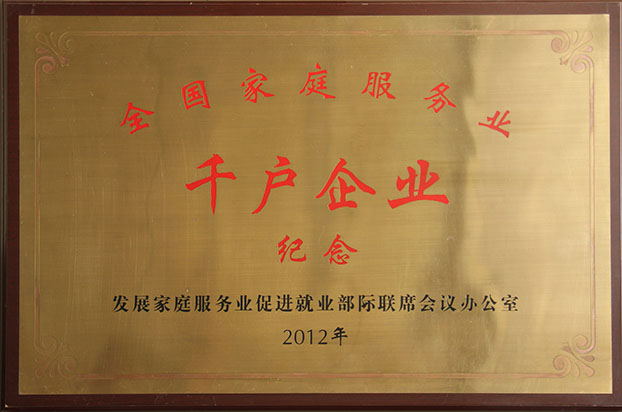 全国家庭服务业
千户企业
纪念
发展家庭服务业促进就业部际联席会议办公室
2012年